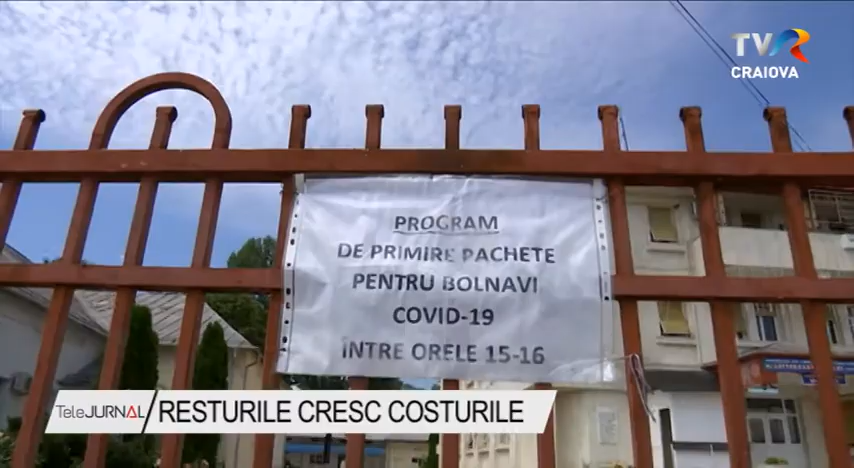 TVR
CRAIOVA
PROGRAM
DE PRIMIRE PACHETE
PENTRU BOLNAVI
COVID-19
ÎNTRE ORELE 15-16
TeleJURNAL
RESTURILE CRESC COSTURILE